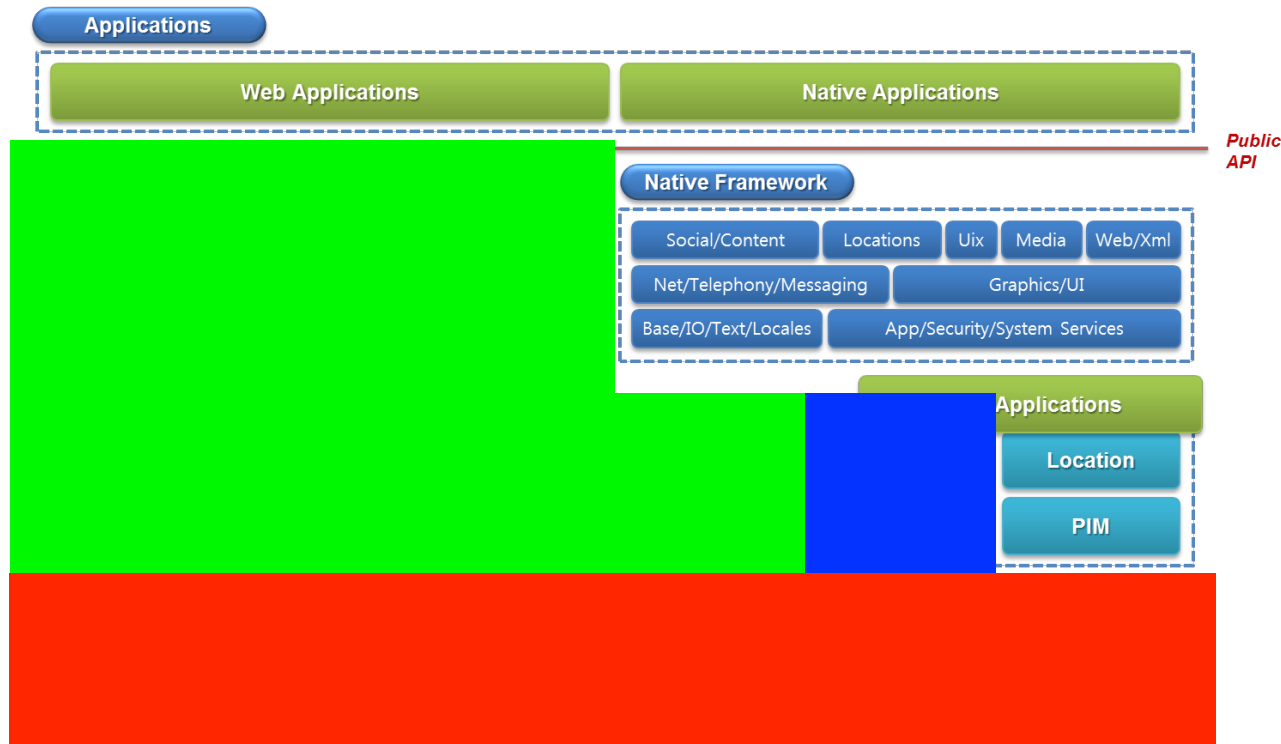 Applications
Web Applications
Native Applications
Public
API
Native Framework
Social/Content
Locations
Uix
Media
Web/Xml
Net/Telephony/Messaging
Graphics/UI
Base/IO/Text/Locales
App/Security/System Services
Applications
Location
PIM